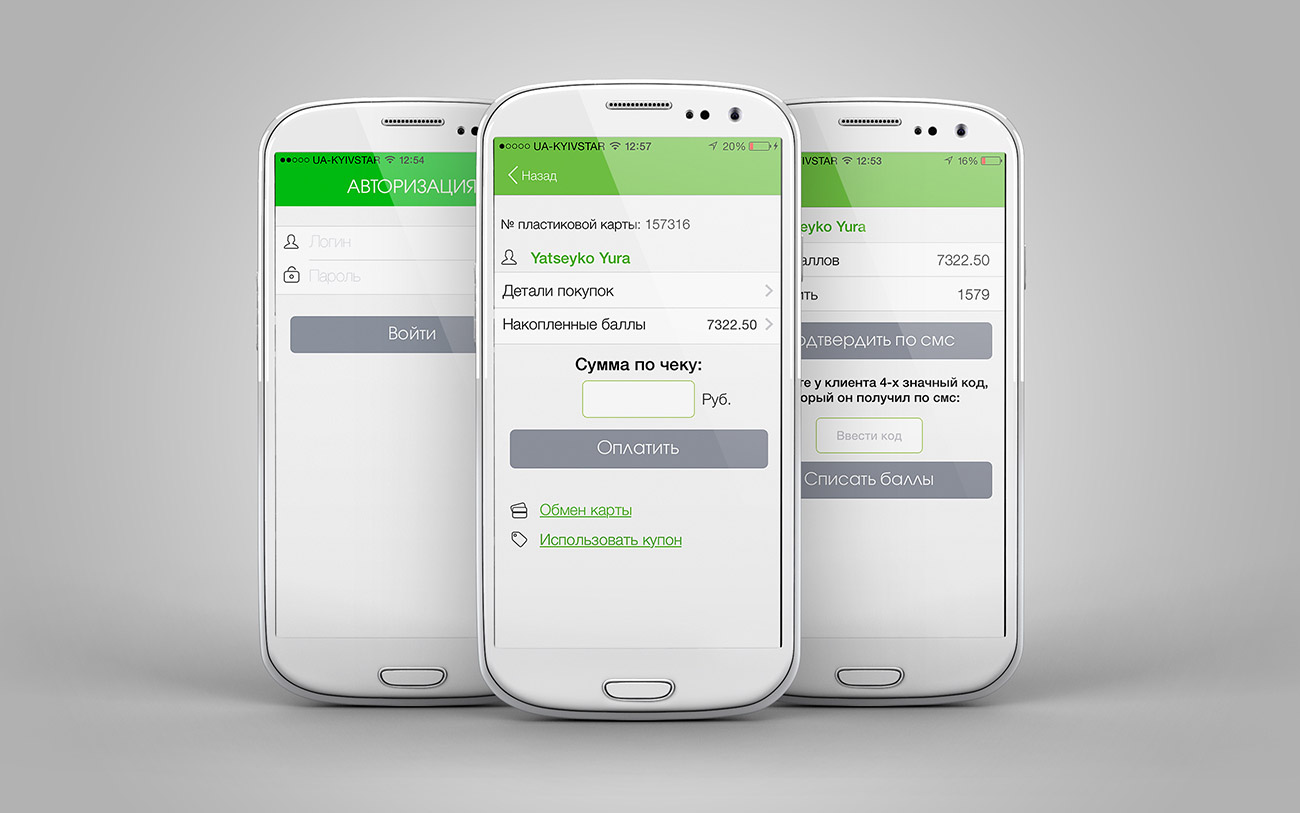 UA-KYIVSTAR 12:54
АВТОРИЗАЦИЯ
Логин
Пароль
Войти
UA-KYIVSTAR 12:57 20%
Назад
№ пластиковой карты: 157316
Yatseyko Yura
Детали покупок
Накопленные баллы 7322.50
Сумма по чеку:
Руб.
Оплатить
Обмен карты
Использовать купон
IVSTAR 12:53 16%
eyko Yura
аллов 7322.50
ить 1579
одтвердить по смс
те у клиента 4-х значный код,
орый он получил по смс:
Ввести код
Списать баллы